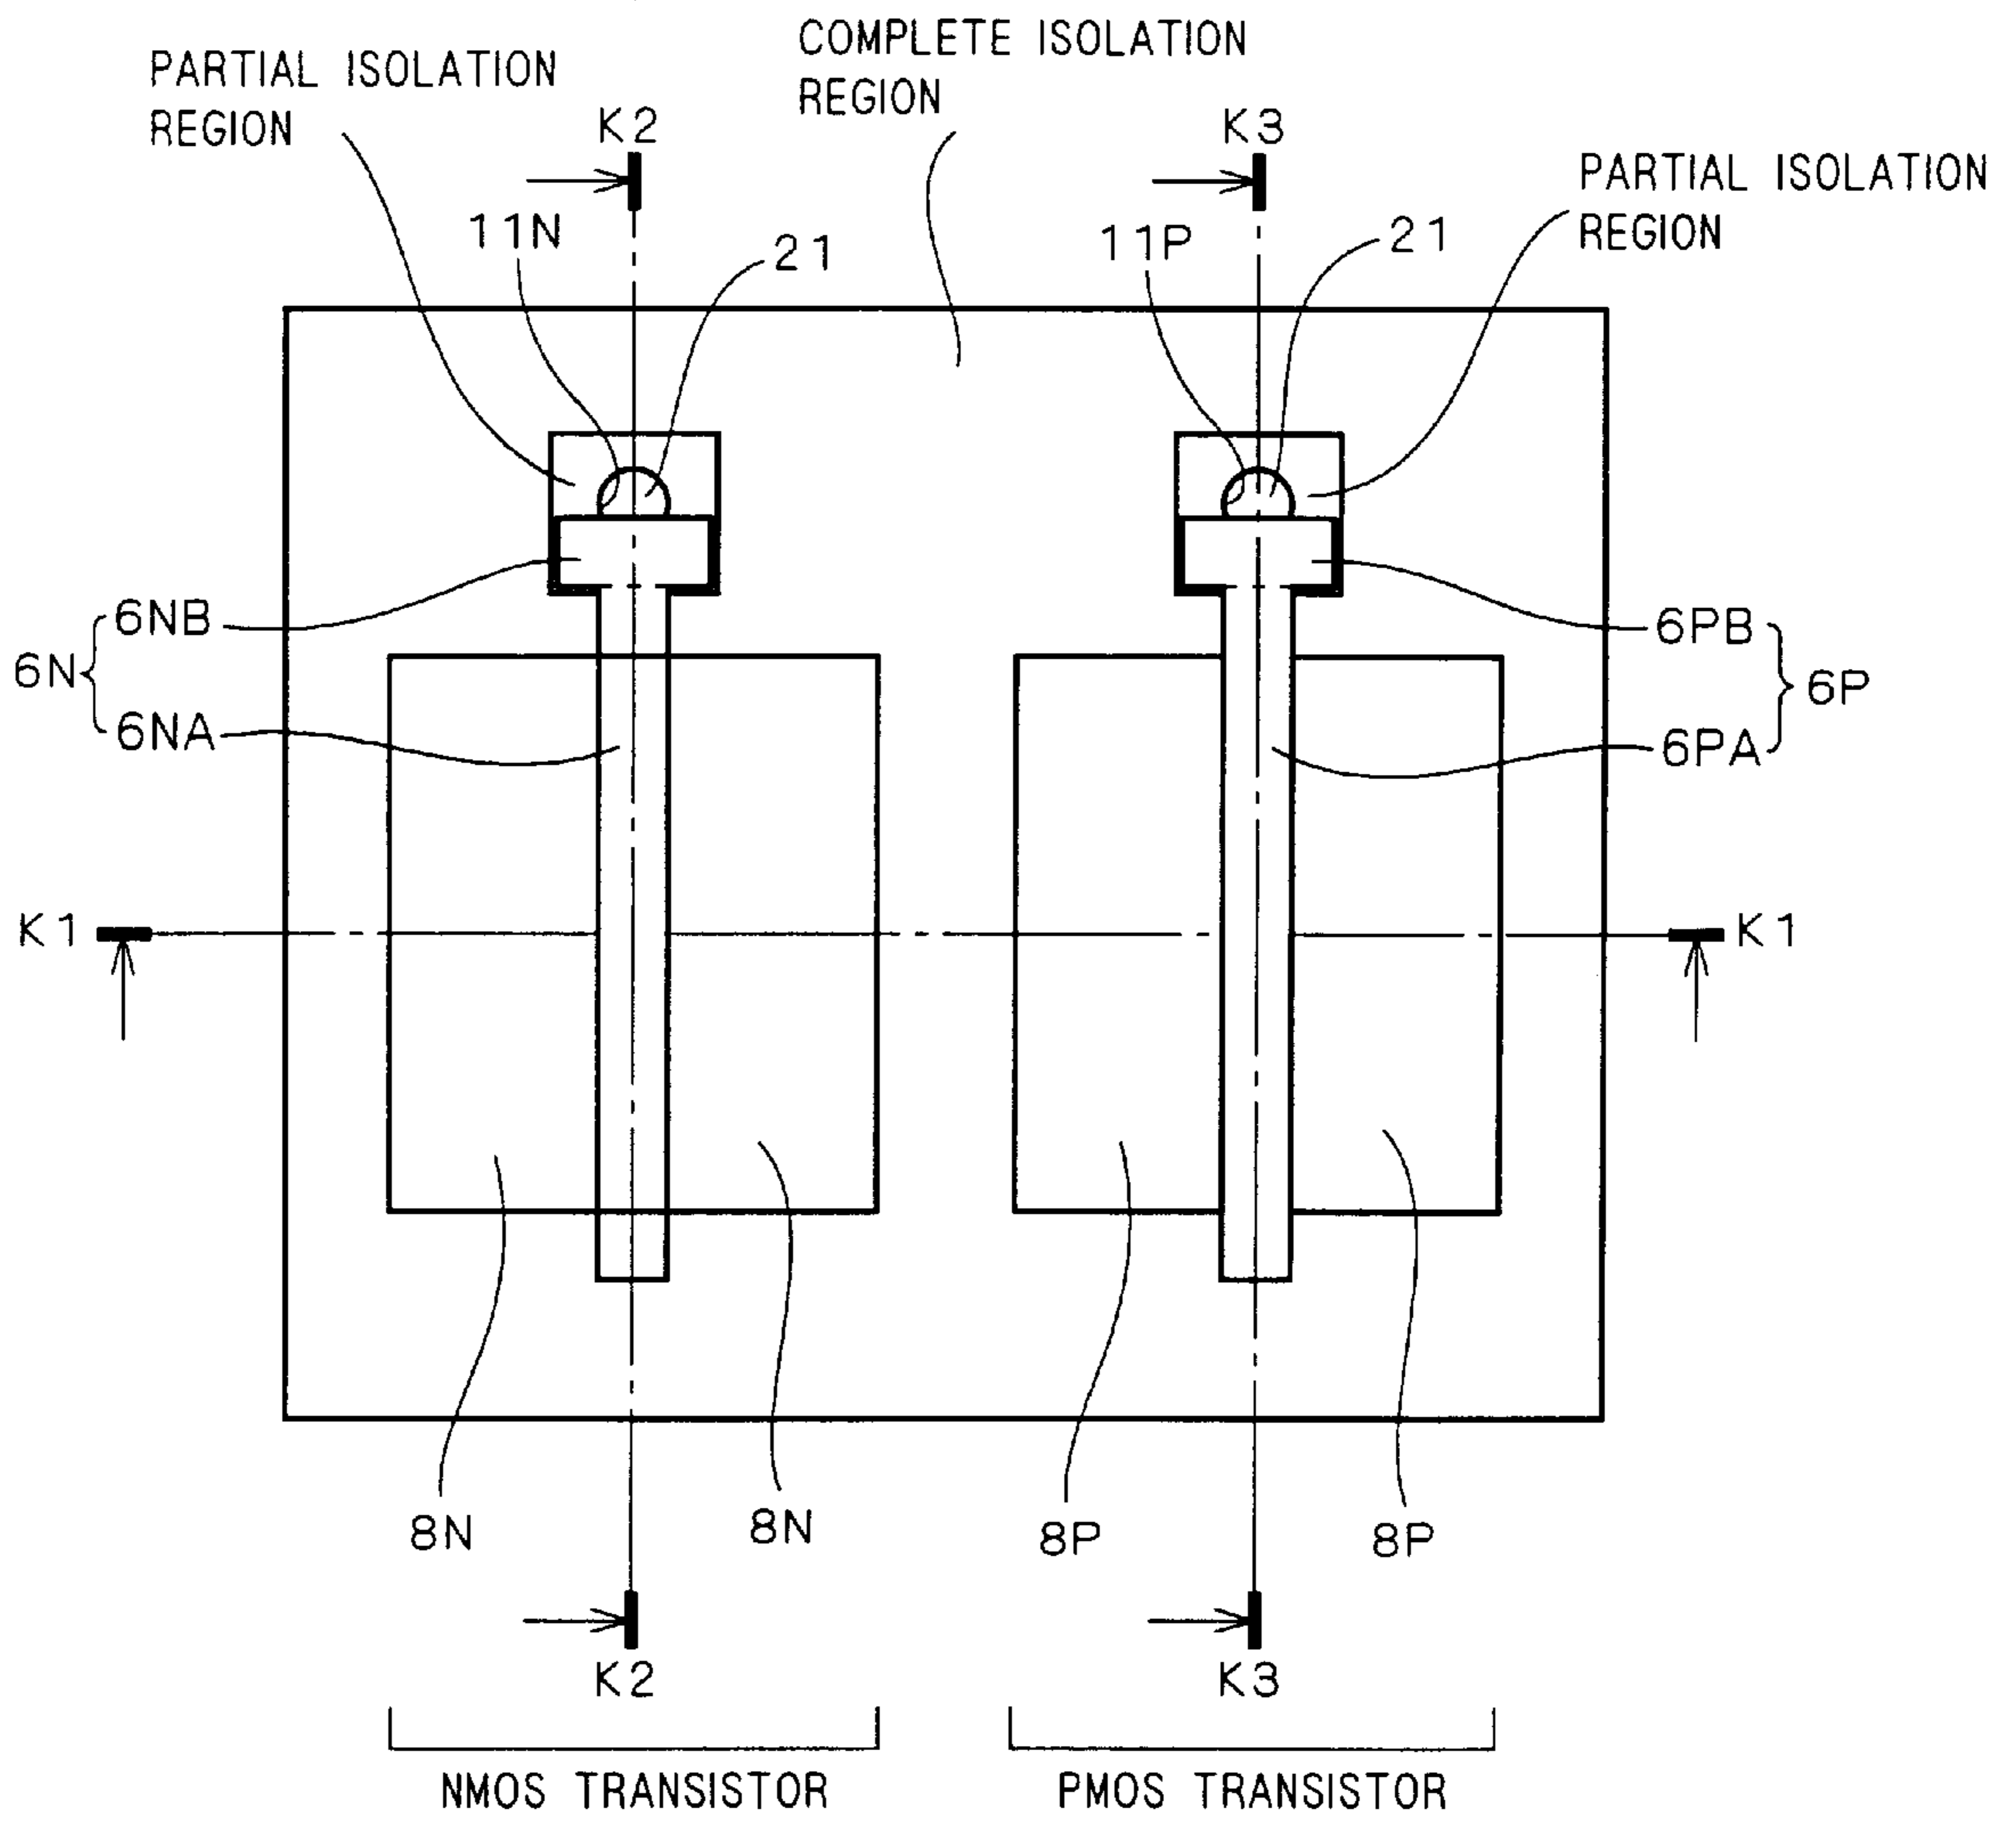 COMPLETE ISOLATION
REGION
PARTIAL ISOLATION
REGION
K2
K3
PARTIAL ISOLATION
REGION
11N
21
11P
21
6NB
6N
6NA
6PB
6P
6PA
K1
K1
8N
8N
8P
8P
K2
K3
NMOS TRANSISTOR
PMOS TRANSISTOR